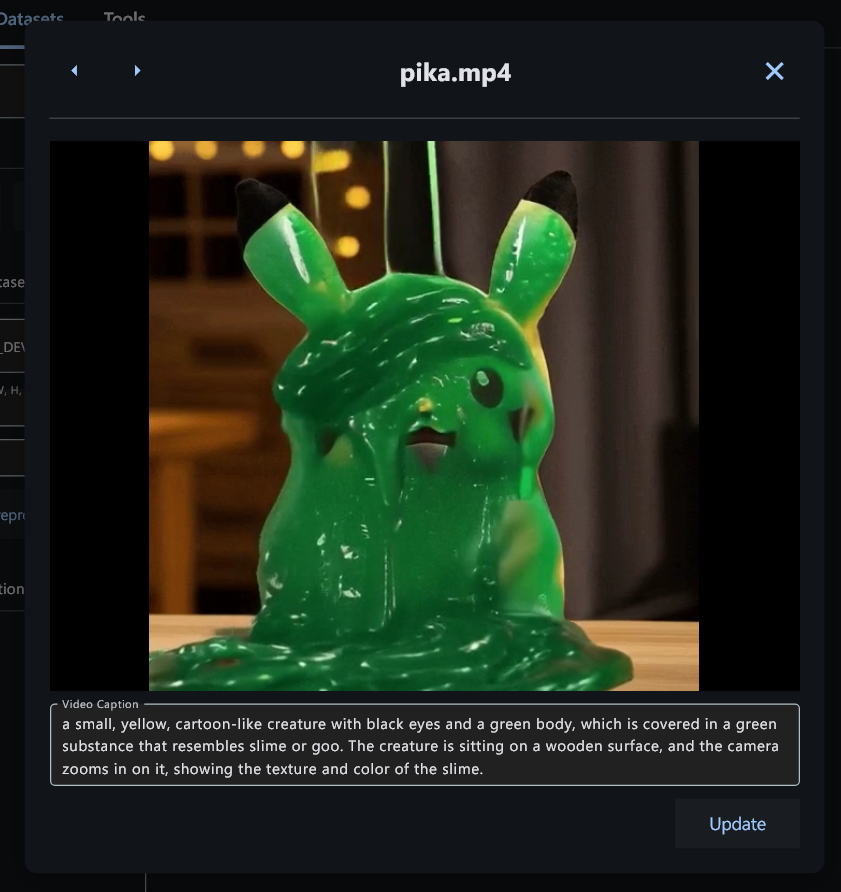 Datasets Tools
pika.mp4
tase
_DEV
V, H,
repr
tion
Video Caption
a small, yellow, cartoon-like creature with black eyes and a green body, which is covered in a green
substance that resembles slime or goo. The creature is sitting on a wooden surface, and the camera
zooms in on it, showing the texture and color of the slime.
Update